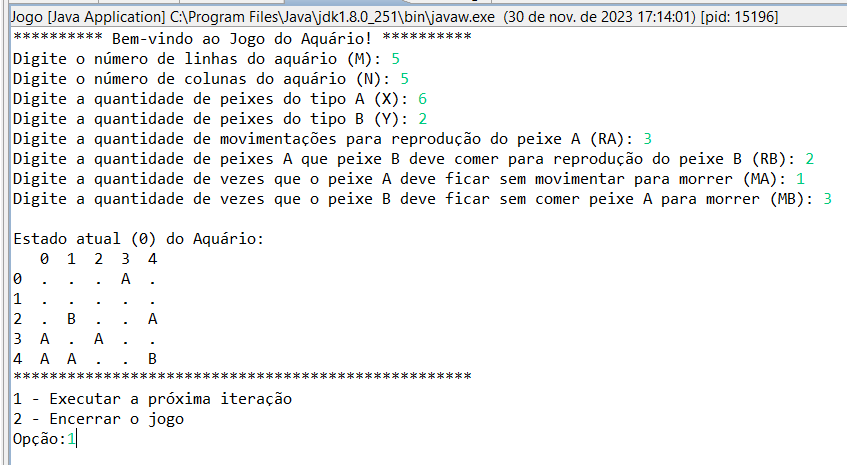 Jogo [Java Application] C:\Program Files\Java\jdk1.8.0_251\bin\javaw.exe (30 de nov. de 2023 17:14:01) [pid: 15196]
********** Bem-vindo ao Jogo do Aquário! **********
Digite o número de linhas do aquário (M): 5
Digite o número de colunas do aquário (N): 5
Digite a quantidade de peixes do tipo A (X): 6
Digite a quantidade de peixes do tipo B (Y): 2
Digite a quantidade de movimentações para reprodução do peixe A (RA): 3
Digite a quantidade de peixes A que peixe B deve comer para reprodução do peixe B (RB): 2
Digite a quantidade de vezes que o peixe A deve ficar sem movimentar para morrer (MA): 1
Digite a quantidade de vezes que o peixe B deve ficar sem comer peixe A para morrer (MB): 3

Estado atual (0) do Aquário:
   0  1  2  3  4
0  .  .  .  A  .
1  .  .  .  .  .
2  .  B  .  .  A
3  A  .  A  .  .
4  A  A  .  .  B
***************************************************
1 - Executar a próxima iteração
2 - Encerrar o jogo
Opção:1